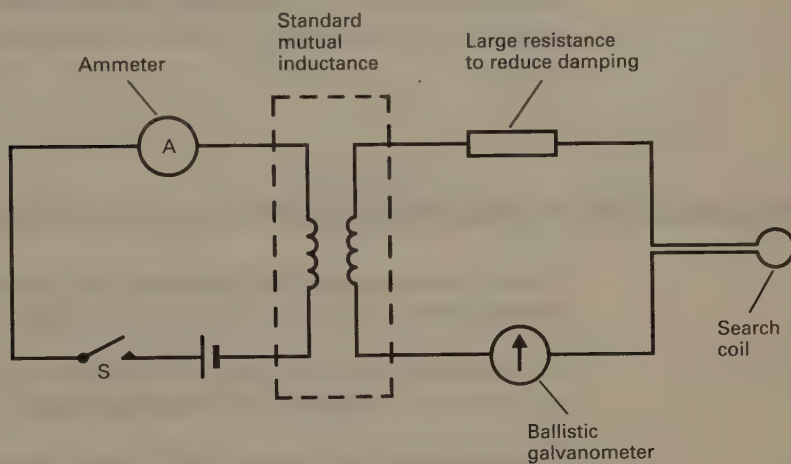 Standard
mutual
inductance
Large resistance
to reduce damping
Ammeter
A
S
Search
coil
Ballistic
galvanometer